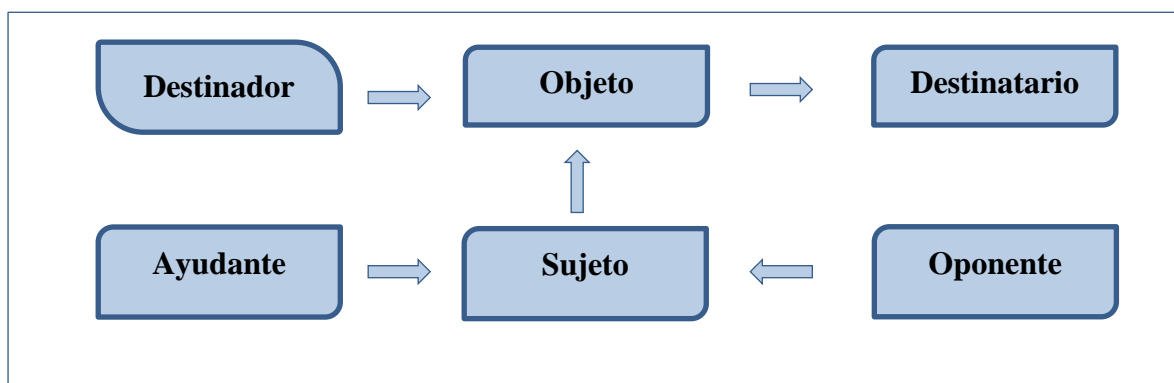 Destinador
Objeto
Destinatario
Ayudante
Sujeto
Oponente